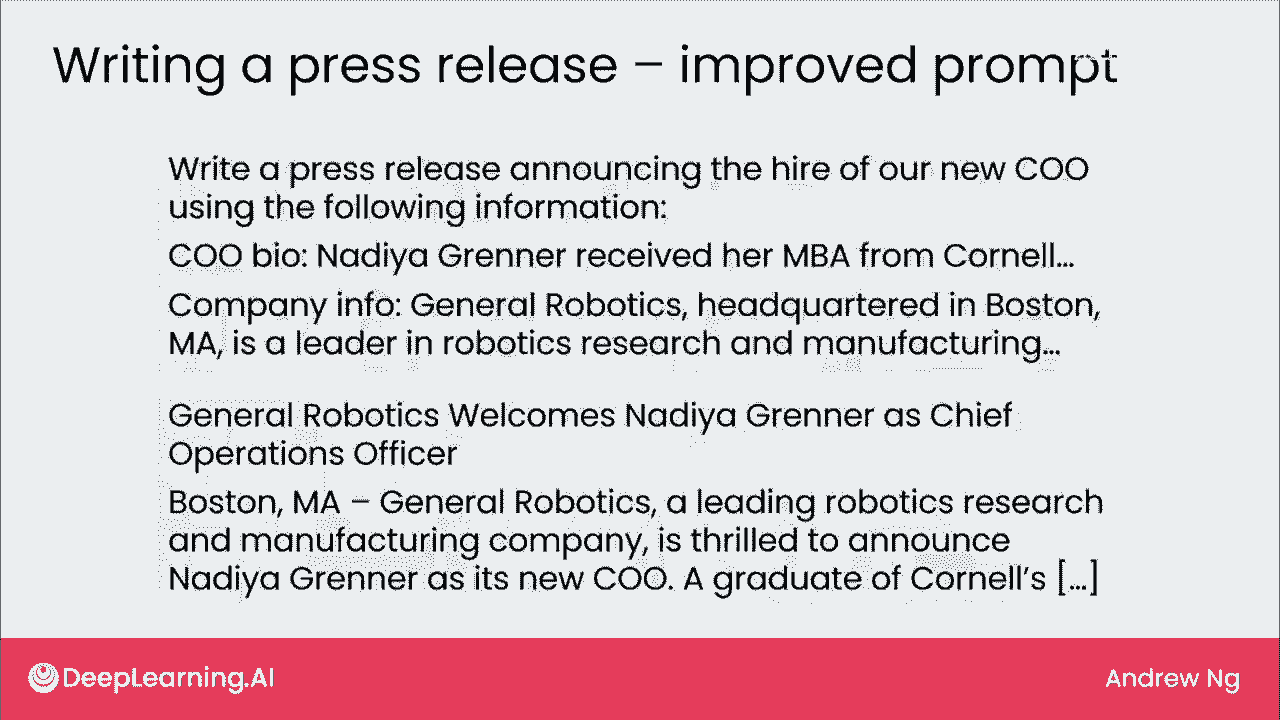 Writing a press release – improved prompt
Write a press release announcing the hire of our new COO
using the following information:
COO bio: Nadiya Grenner received her MBA from Cornell…
Company info: General Robotics, headquartered in Boston,
MA, is a leader in robotics research and manufacturing…
General Robotics Welcomes Nadiya Grenner as Chief
Operations Officer
Boston, MA – General Robotics, a leading robotics research
and manufacturing company, is thrilled to announce
Nadiya Grenner as its new COO. A graduate of Cornell’s […]
DeepLearning.AI
Andrew Ng